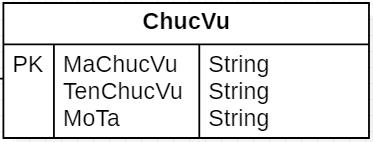 ChucVu
PK MaChucVu String
TenChucVu String
MoTa String